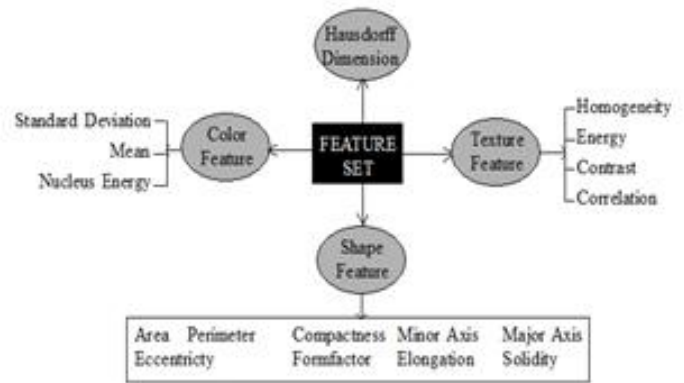 Hausdorff
Dimension
Standard Deviation
Mean
Nucleus Energy
Color
Feature
FEATURE
SET
Texture
Feature
Homogeneity
Energy
Contrast
Correlation
Shape
Feature
Area Perimeter Compactness Minor Axis Major Axis
Eccentricty Formfactor Elongation Solidity